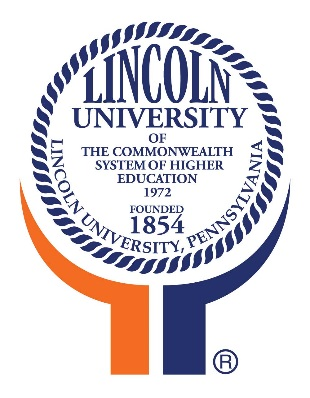 LINCOLN
UNIVERSITY
OF
THE COMMONWEALTH
SYSTEM OF HIGHER
EDUCATION
1972
FOUNDED
1854
LINCOLN UNIVERSITY, PENNSYLVANIA
®